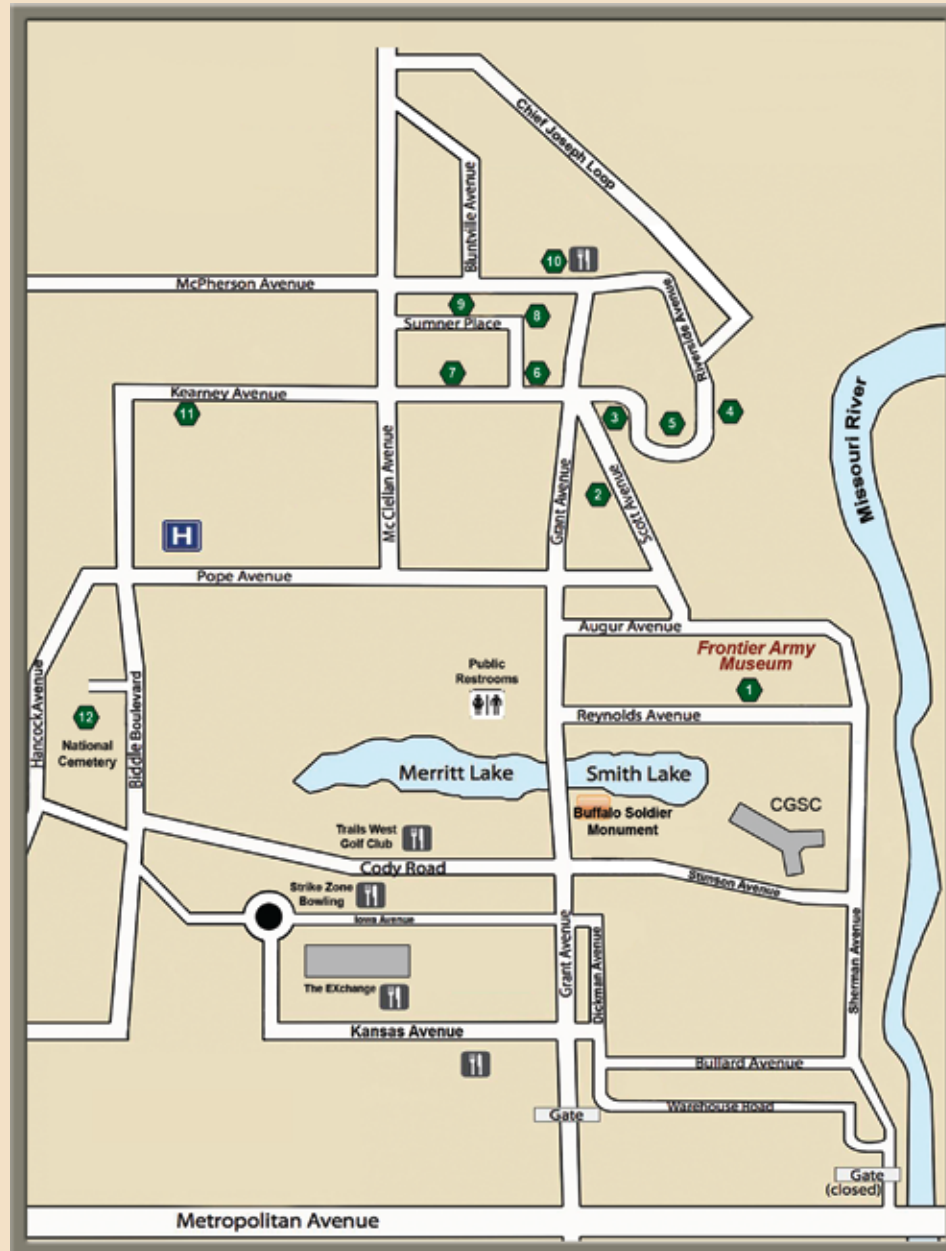 Chief Joseph Loop
Bluntville Avenue
10
McPherson Avenue
Riverside Avenue
9
8
Sumner Place
7
6
Kearney Avenue
11
3
5
4
Missouri River
McClellan Avenue
Grant Avenue
2
Scott Avenue
H
Pope Avenue
Augur Avenue
Frontier Army
Museum
1
Public
Restrooms
Hancock Avenue
12
National
Cemetery
Biddle Boulevard
Reynolds Avenue
Merritt Lake
Smith Lake
Buffalo Soldier
Monument
CGSC
Trails West
Golf Club
Cody Road
Stimson Avenue
Strike Zone
Bowling
Iowa Avenue
Grant Avenue
Dickman Avenue
Sherman Avenue
The EXchange
Kansas Avenue
Bullard Avenue
Warehouse Road
Gate
Gate
(closed)
Metropolitan Avenue